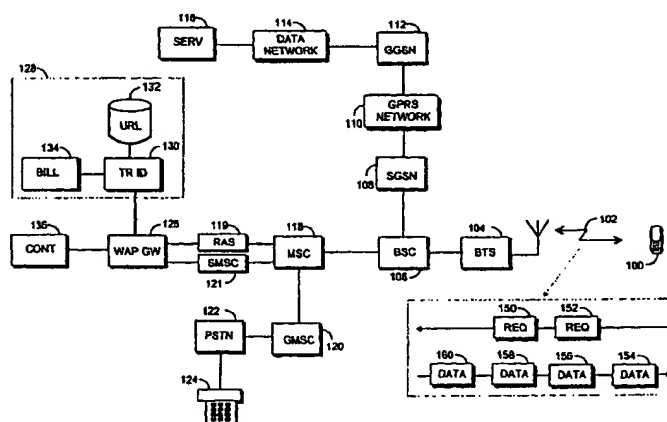 116
SERV
114
DATA
NETWORK
112
GGSN
128
132
URL
110
GPRS
NETWORK
134
BILL
130
TR ID
108
SGSN
136
CONT
WAP GW
119
RAS
SMSC
121
118
MSC
BSC
106
104
BTS
102
100
122
PSTN
GMSC
120
124
150
REQ
152
REQ
160
DATA
158
DATA
156
DATA
154
DATA